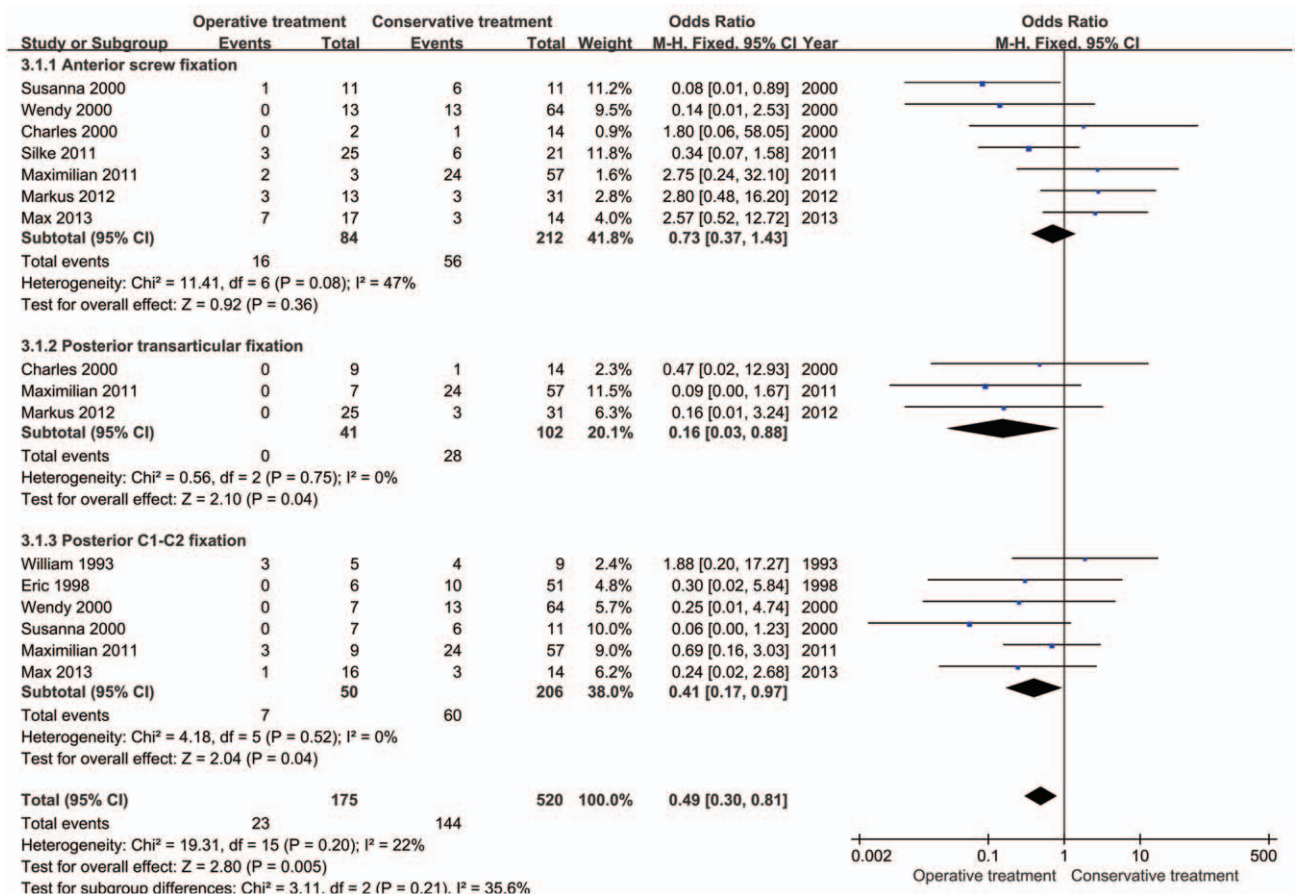 Operative treatment Conservative treatment Odds Ratio Odds Ratio
Study or Subgroup Events Total Events Total Weight M-H. Fixed. 95% CI Year M-H. Fixed. 95% CI
3.1.1 Anterior screw fixation
Susanna 2000 1 11 6 11 11.2% 0.08 [0.01, 0.89] 2000
Wendy 2000 0 13 13 64 9.5% 0.14 [0.01, 2.53] 2000
Charles 2000 0 2 1 14 0.9% 1.80 [0.06, 58.05] 2000
Silke 2011 3 25 6 21 11.8% 0.34 [0.07, 1.58] 2011
Maximilian 2011 2 3 24 57 1.6% 2.75 [0.24, 32.10] 2011
Markus 2012 3 13 3 31 2.8% 2.80 [0.48, 16.20] 2012
Max 2013 7 17 3 14 4.0% 2.57 [0.52, 12.72] 2013
Subtotal (95% CI) 84 212 41.8% 0.73 [0.37, 1.43]
Total events 16 56
Heterogeneity: Chi² = 11.41, df = 6 (P = 0.08); I² = 47%
Test for overall effect: Z = 0.92 (P = 0.36)
3.1.2 Posterior transarticular fixation
Charles 2000 0 9 1 14 2.3% 0.47 [0.02, 12.93] 2000
Maximilian 2011 0 7 24 57 11.5% 0.09 [0.00, 1.67] 2011
Markus 2012 0 25 3 31 6.3% 0.16 [0.01, 3.24] 2012
Subtotal (95% CI) 41 102 20.1% 0.16 [0.03, 0.88]
Total events 0 28
Heterogeneity: Chi² = 0.56, df = 2 (P = 0.75); I² = 0%
Test for overall effect: Z = 2.10 (P = 0.04)
3.1.3 Posterior C1-C2 fixation
William 1993 3 5 4 9 2.4% 1.88 [0.20, 17.27] 1993
Eric 1998 0 6 10 51 4.8% 0.30 [0.02, 5.84] 1998
Wendy 2000 0 7 13 64 5.7% 0.25 [0.01, 4.74] 2000
Susanna 2000 0 7 6 11 10.0% 0.06 [0.00, 1.23] 2000
Maximilian 2011 3 9 24 57 9.0% 0.69 [0.16, 3.03] 2011
Max 2013 1 16 3 14 6.2% 0.24 [0.02, 2.68] 2013
Subtotal (95% CI) 50 206 38.0% 0.41 [0.17, 0.97]
Total events 7 60
Heterogeneity: Chi² = 4.18, df = 5 (P = 0.52); I² = 0%
Test for overall effect: Z = 2.04 (P = 0.04)
Total (95% CI) 175 520 100.0% 0.49 [0.30, 0.81]
Total events 23 144
Heterogeneity: Chi² = 19.31, df = 15 (P = 0.20); I² = 22%
Test for overall effect: Z = 2.80 (P = 0.005)
Test for subgroup differences: Chi² = 3.11, df = 2 (P = 0.21), I² = 35.6%
0.002 0.1 1 10 500
Operative treatment Conservative treatment